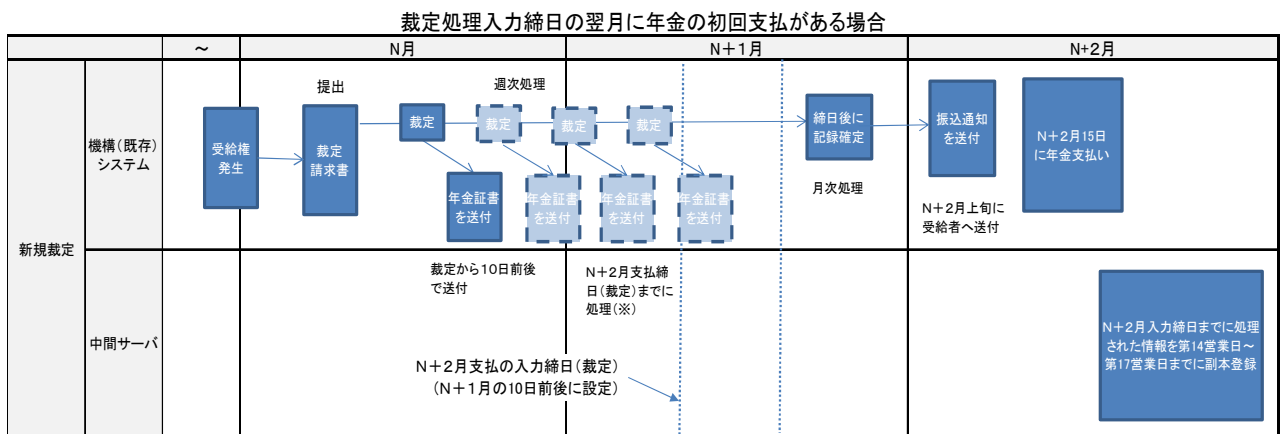 裁定処理入力締日の翌月に年金の初回支払がある場合
～
N月
N＋1月
N+2月
新規裁定
機構（既存）
システム
受給権
発生
提出
裁定
請求書
週次処理
裁定
裁定
裁定
裁定
年金証書
を送付
年金証書
を送付
年金証書
を送付
年金証書
を送付
締日後に
記録確定
月次処理
振込通知
を送付
N＋2月上旬に
受給者へ送付
N＋2月15日
に年金支払い
裁定から10日前後
で送付
N＋2月支払締
日（裁定）までに
処理（※）
中間サーバ
N＋2月支払の入力締日（裁定）
（N＋1月の10日前後に設定）
N＋2月入力締日までに処理
された情報を第14営業日～
第17営業日までに副本登録